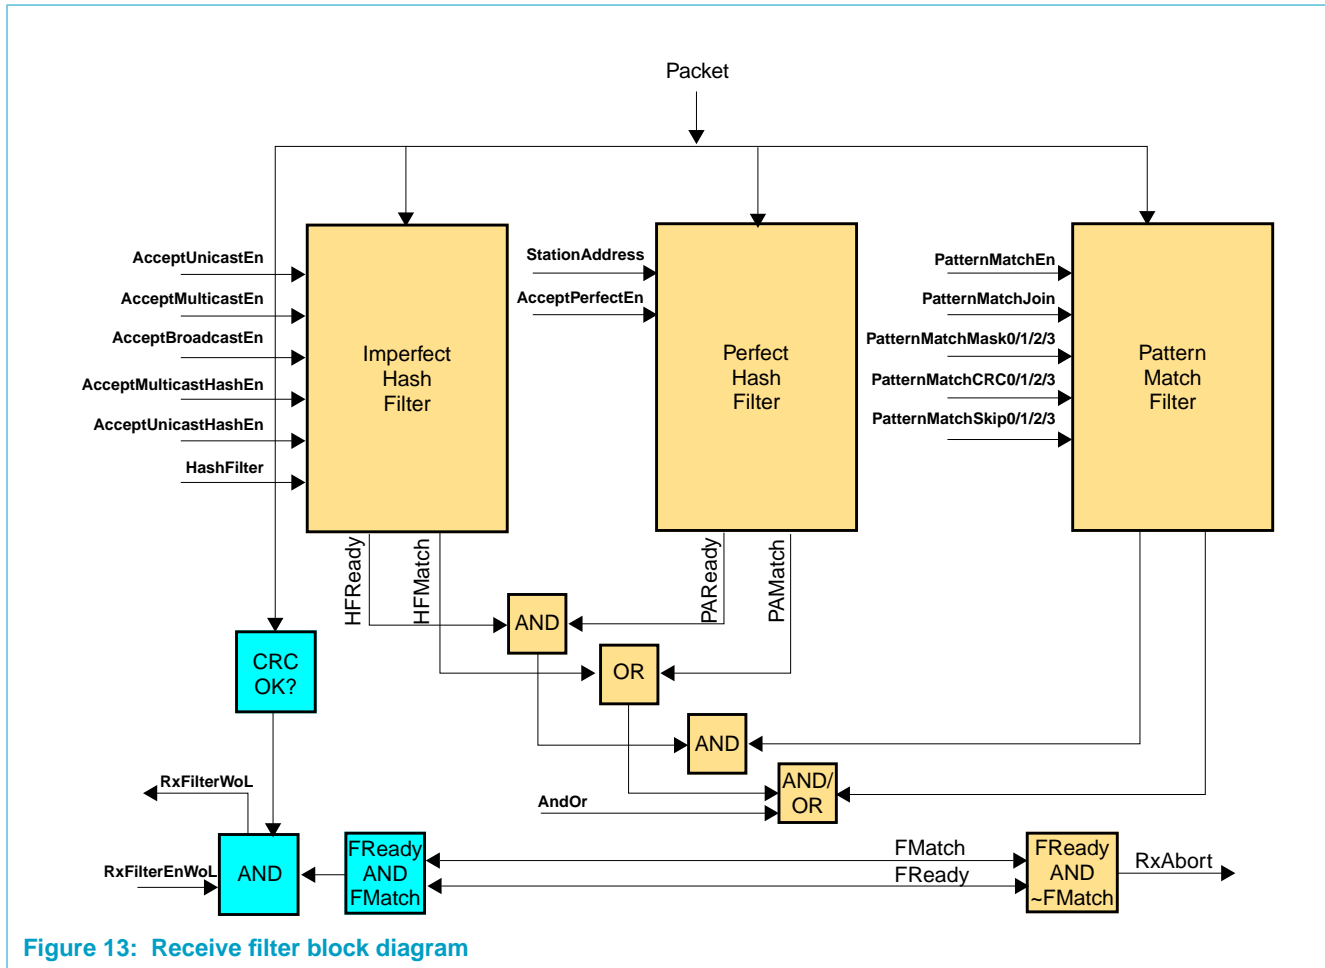 Packet
AcceptUnicastEn
AcceptMulticastEn
AcceptBroadcastEn
AcceptMulticastHashEn
AcceptUnicastHashEn
HashFilter
Imperfect
Hash
Filter
StationAddress
AcceptPerfectEn
Perfect
Hash
Filter
PatternMatchEn
PatternMatchJoin
PatternMatchMask0/1/2/3
PatternMatchCRC0/1/2/3
PatternMatchSkip0/1/2/3
Pattern
Match
Filter
HFReady
HFMatch
PAReady
PAMatch
AND
OR
CRC
OK?
AND
AND/
OR
AndOr
RxFilterWoL
RxFilterEnWoL
AND
FReady
AND
FMatch
FMatch
FReady
FReady
AND
~FMatch
RxAbort
Figure 13: Receive filter block diagram